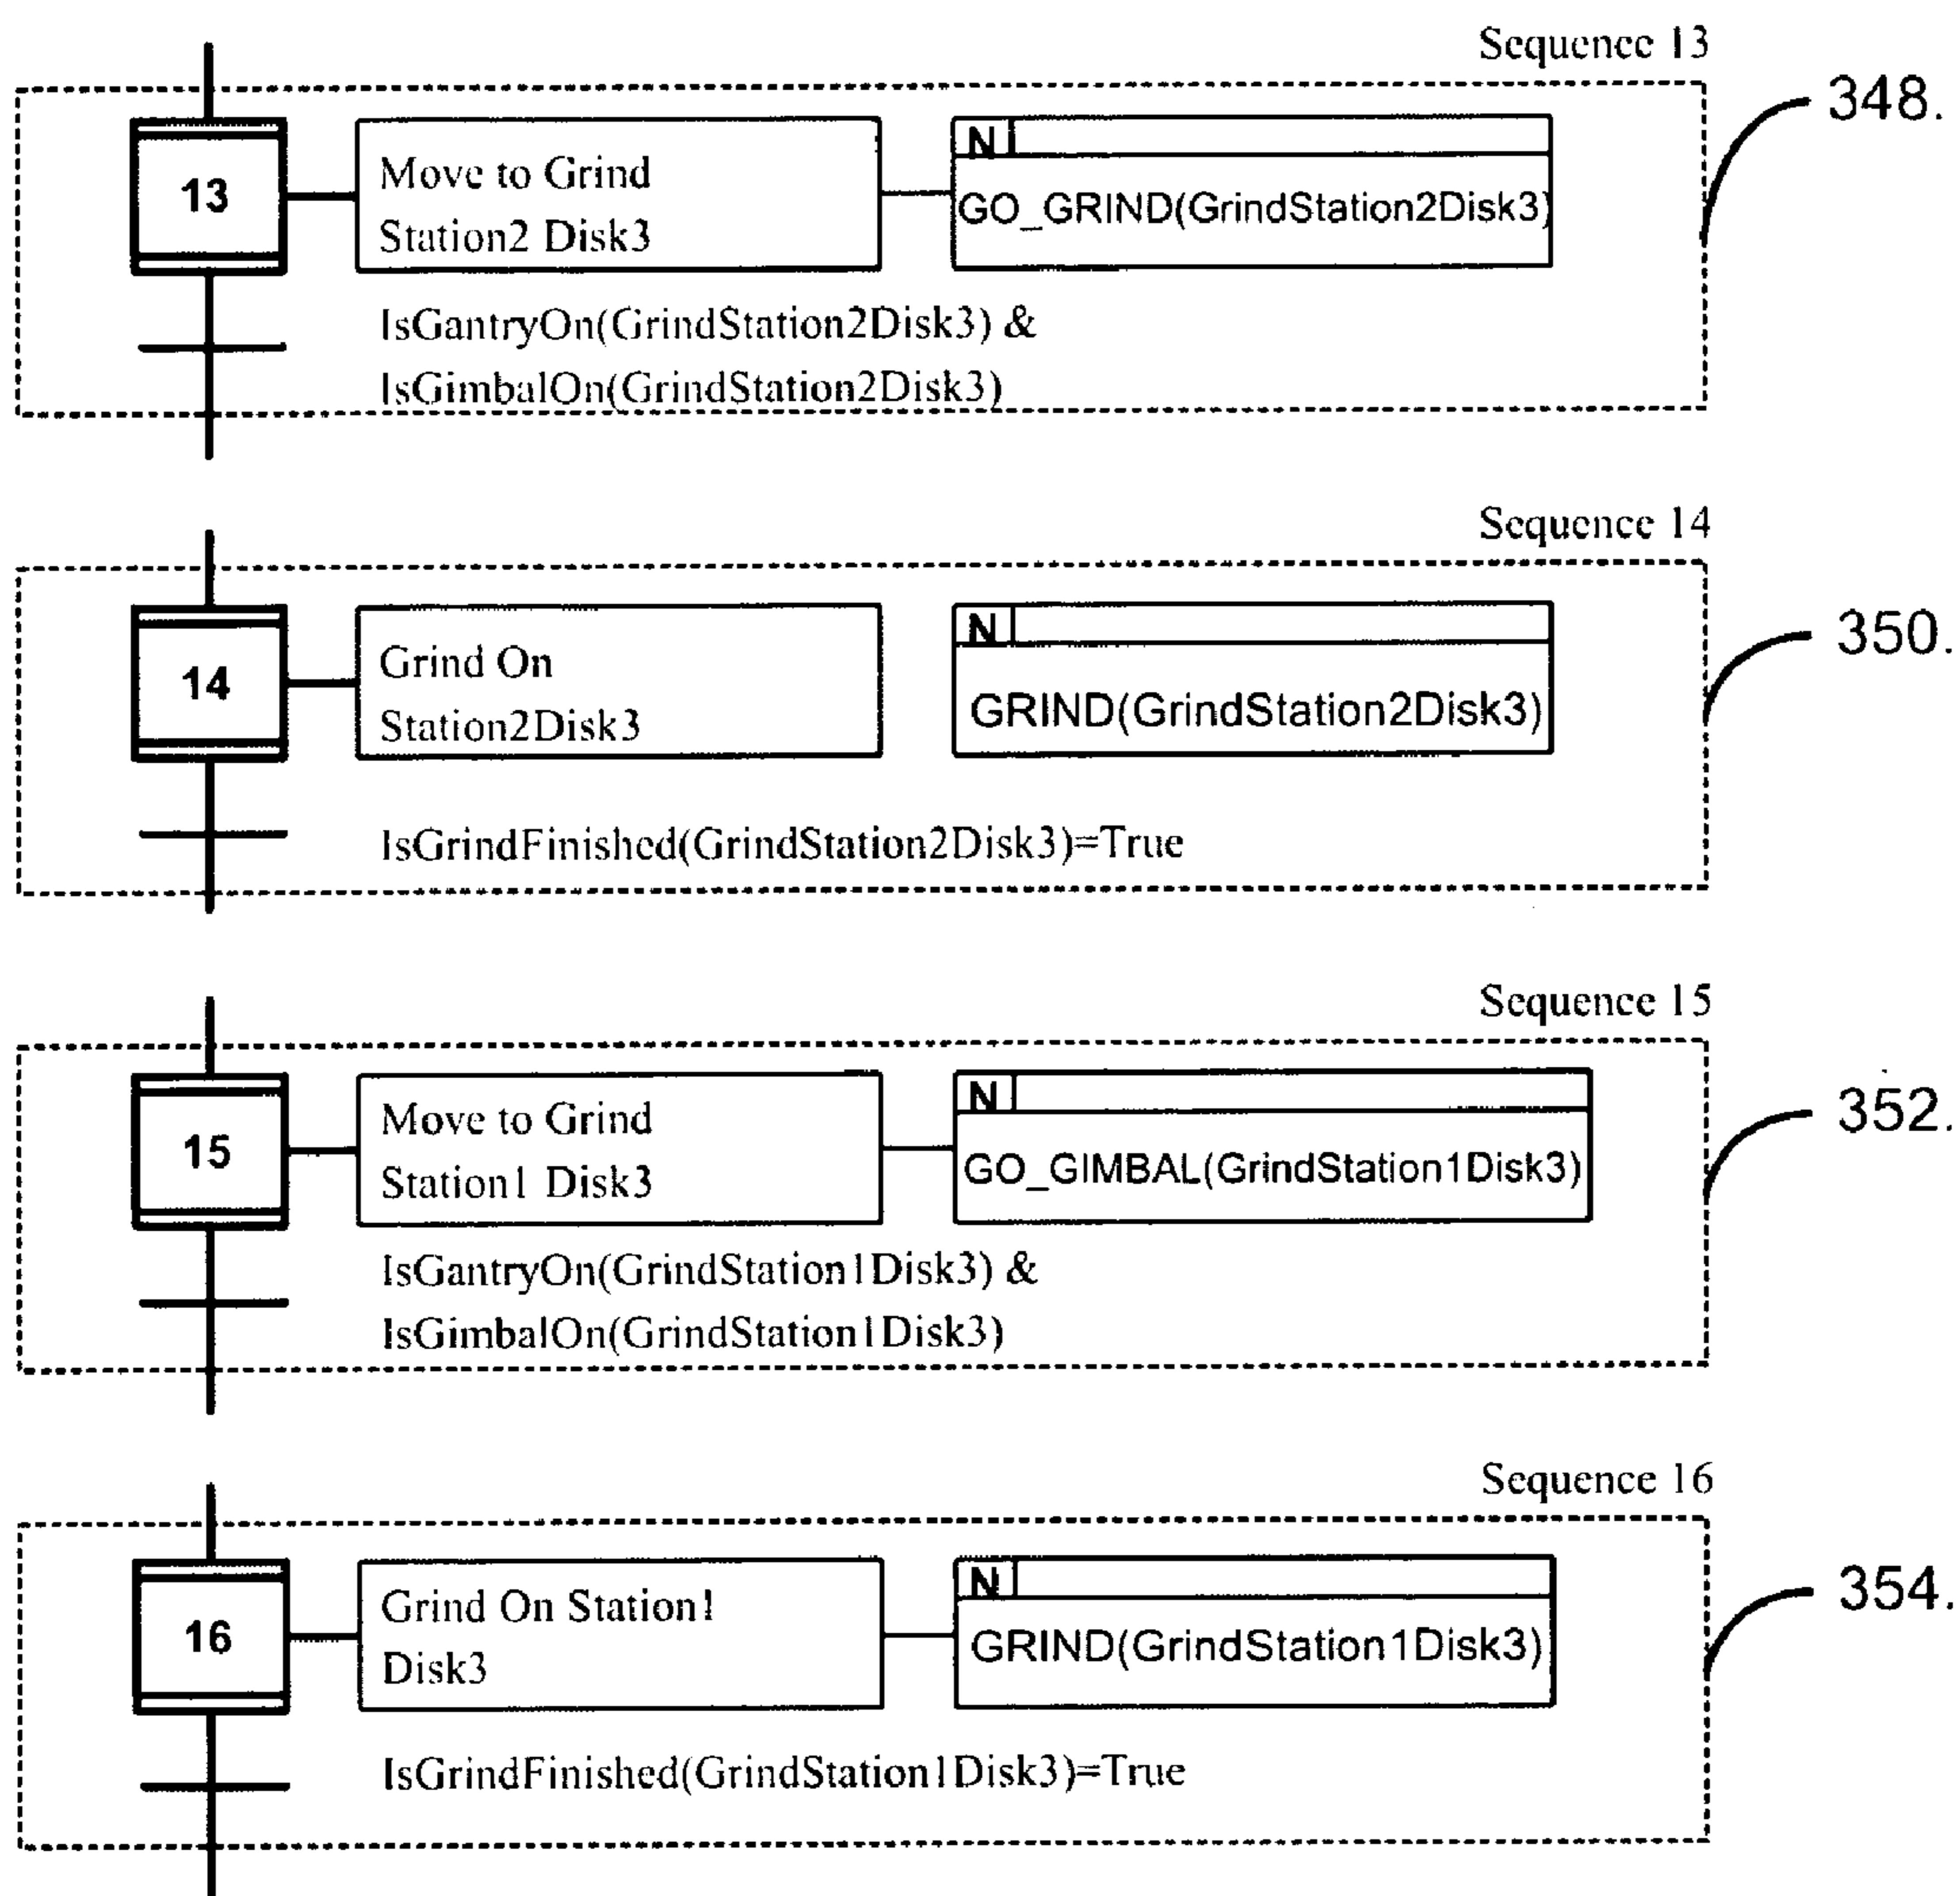 Sequence 13
348.
13
Move to Grind
Station2 Disk3
N
GO_GRIND(GrindStation2Disk3)
IsGantryOn(GrindStation2Disk3) &
IsGimbalOn(GrindStation2Disk3)
Sequence 14
350.
14
Grind On
Station2Disk3
N
GRIND(GrindStation2Disk3)
IsGrindFinished(GrindStation2Disk3)=True
Sequence 15
352.
15
Move to Grind
Station1 Disk3
N
GO_GIMBAL(GrindStation1Disk3)
IsGantryOn(GrindStation1Disk3) &
IsGimbalOn(GrindStation1Disk3)
Sequence 16
354.
16
Grind On Station1
Disk3
N
GRIND(GrindStation1Disk3)
IsGrindFinished(GrindStation1Disk3)=True